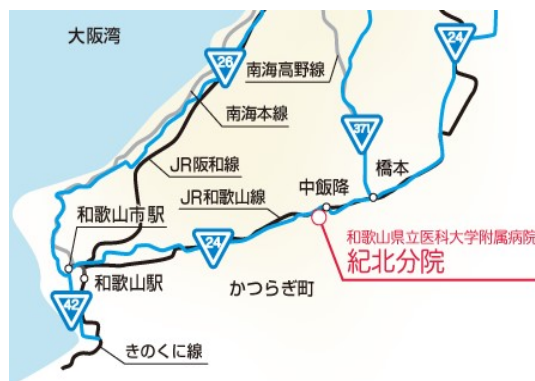 大阪湾
24
26
南海高野線
南海本線
371
JR阪和線
橋本
中飯降
JR和歌山線
和歌山市駅
和歌山県立医科大学附属病院
紀北分院
24
和歌山駅
かつらぎ町
42
きのくに線